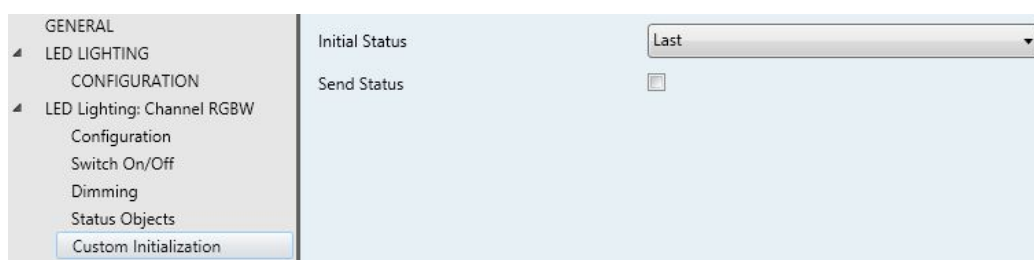 GENERAL
LED LIGHTING
CONFIGURATION
LED Lighting: Channel RGBW
Configuration
Switch On/Off
Dimming
Status Objects
Custom Initialization
Initial Status
Last
Send Status